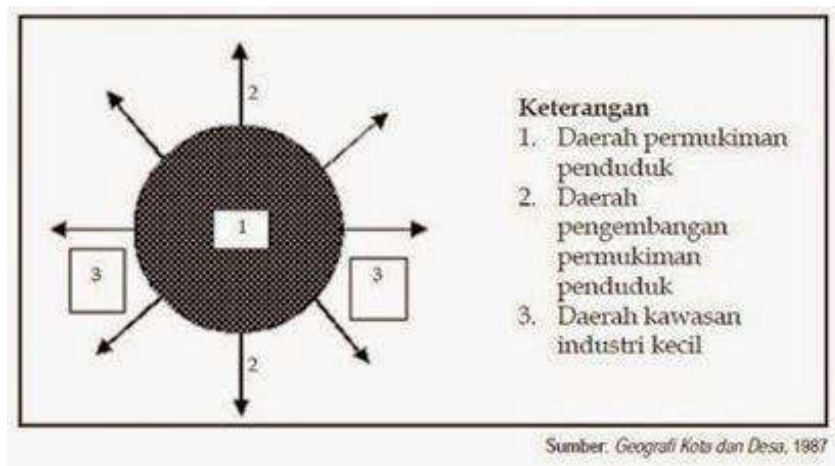 2
1
3
3
2
Keterangan
1. Daerah permukiman
penduduk
2. Daerah
pengembangan
permukiman
penduduk
3. Daerah kawasan
industri kecil
Sumber: Geografi Kota dan Desa, 1987